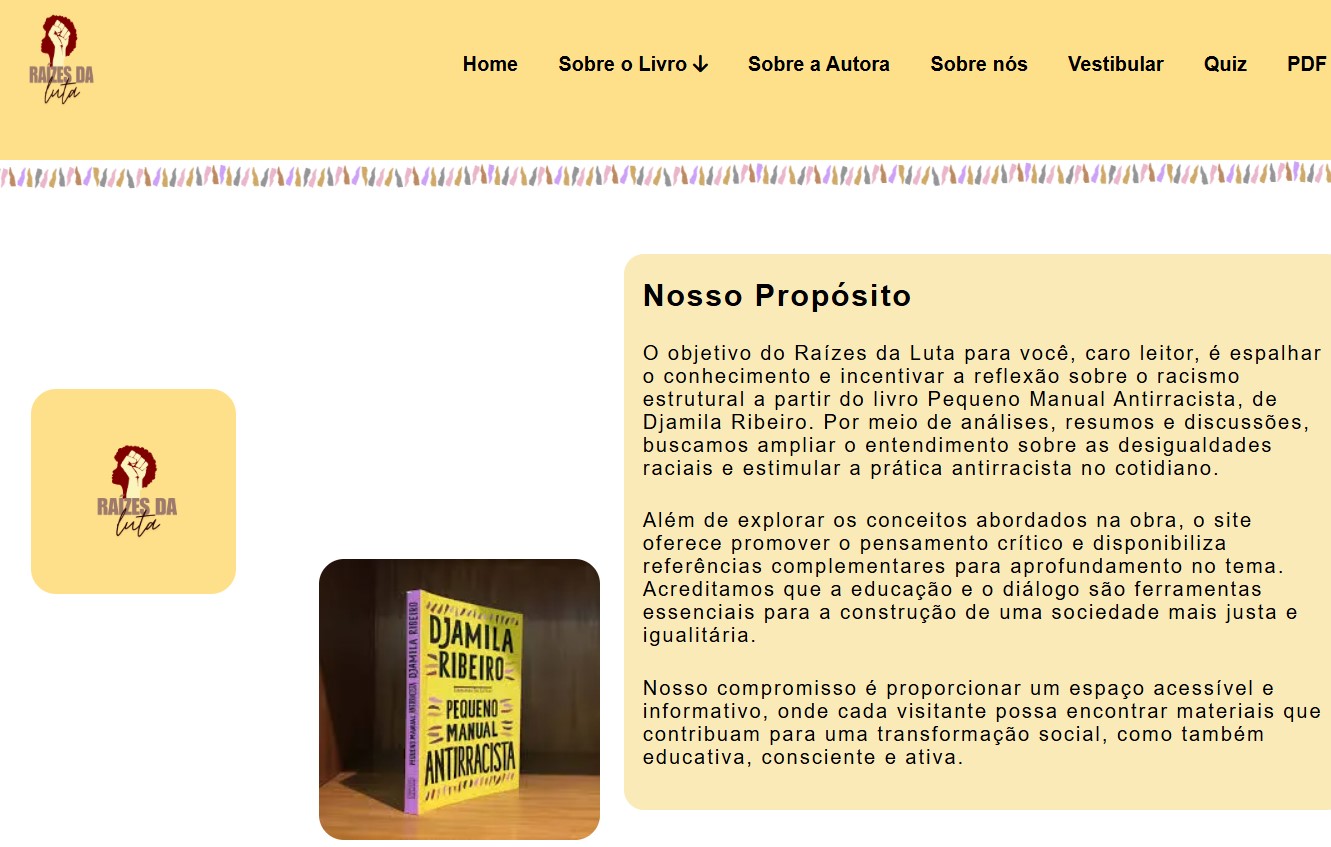 RAÍZES DA
luta
Home Sobre o Livro ↓ Sobre a Autora Sobre nós Vestibular Quiz PDF
Nosso Propósito
O objetivo do Raízes da Luta para você, caro leitor, é espalhar
o conhecimento e incentivar a reflexão sobre o racismo
estrutural a partir do livro Pequeno Manual Antirracista, de
Djamila Ribeiro. Por meio de análises, resumos e discussões,
buscamos ampliar o entendimento sobre as desigualdades
raciais e estimular a prática antirracista no cotidiano.
Além de explorar os conceitos abordados na obra, o site
oferece promover o pensamento crítico e disponibiliza
referências complementares para aprofundamento no tema.
Acreditamos que a educação e o diálogo são ferramentas
essenciais para a construção de uma sociedade mais justa e
igualitária.
Nosso compromisso é proporcionar um espaço acessível e
informativo, onde cada visitante possa encontrar materiais que
contribuam para uma transformação social, como também
educativa, consciente e ativa.
RAÍZES DA
luta
PEQUENO MANUAL ANTIRRACISTA DJAMILA RIBEIRO
DJAMILA
RIBEIRO
PEQUENO
MANUAL
ANTIRRACISTA